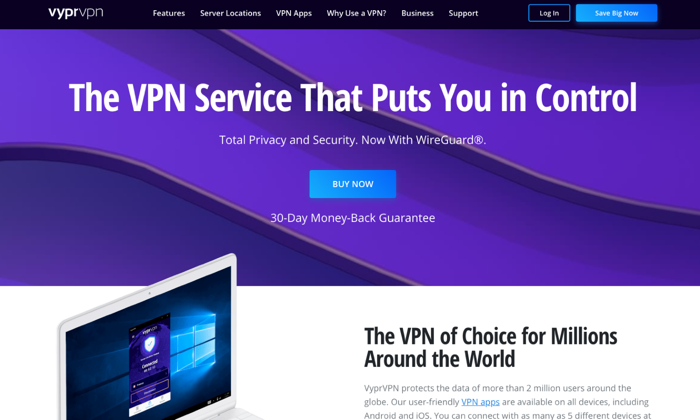 vyprvpn Features Server Locations VPN Apps Why Use a VPN? Business Support Log In Save Big Now
The VPN Service That Puts You in Control
Total Privacy and Security. Now With WireGuard®.
BUY NOW
30-Day Money-Back Guarantee
vyprvpn
Connected
The VPN of Choice for Millions
Around the World
VyprVPN protects the data of more than 2 million users around the
globe. Our user-friendly VPN apps are available on all devices, including
Android and iOS. You can connect with as many as 5 different devices at